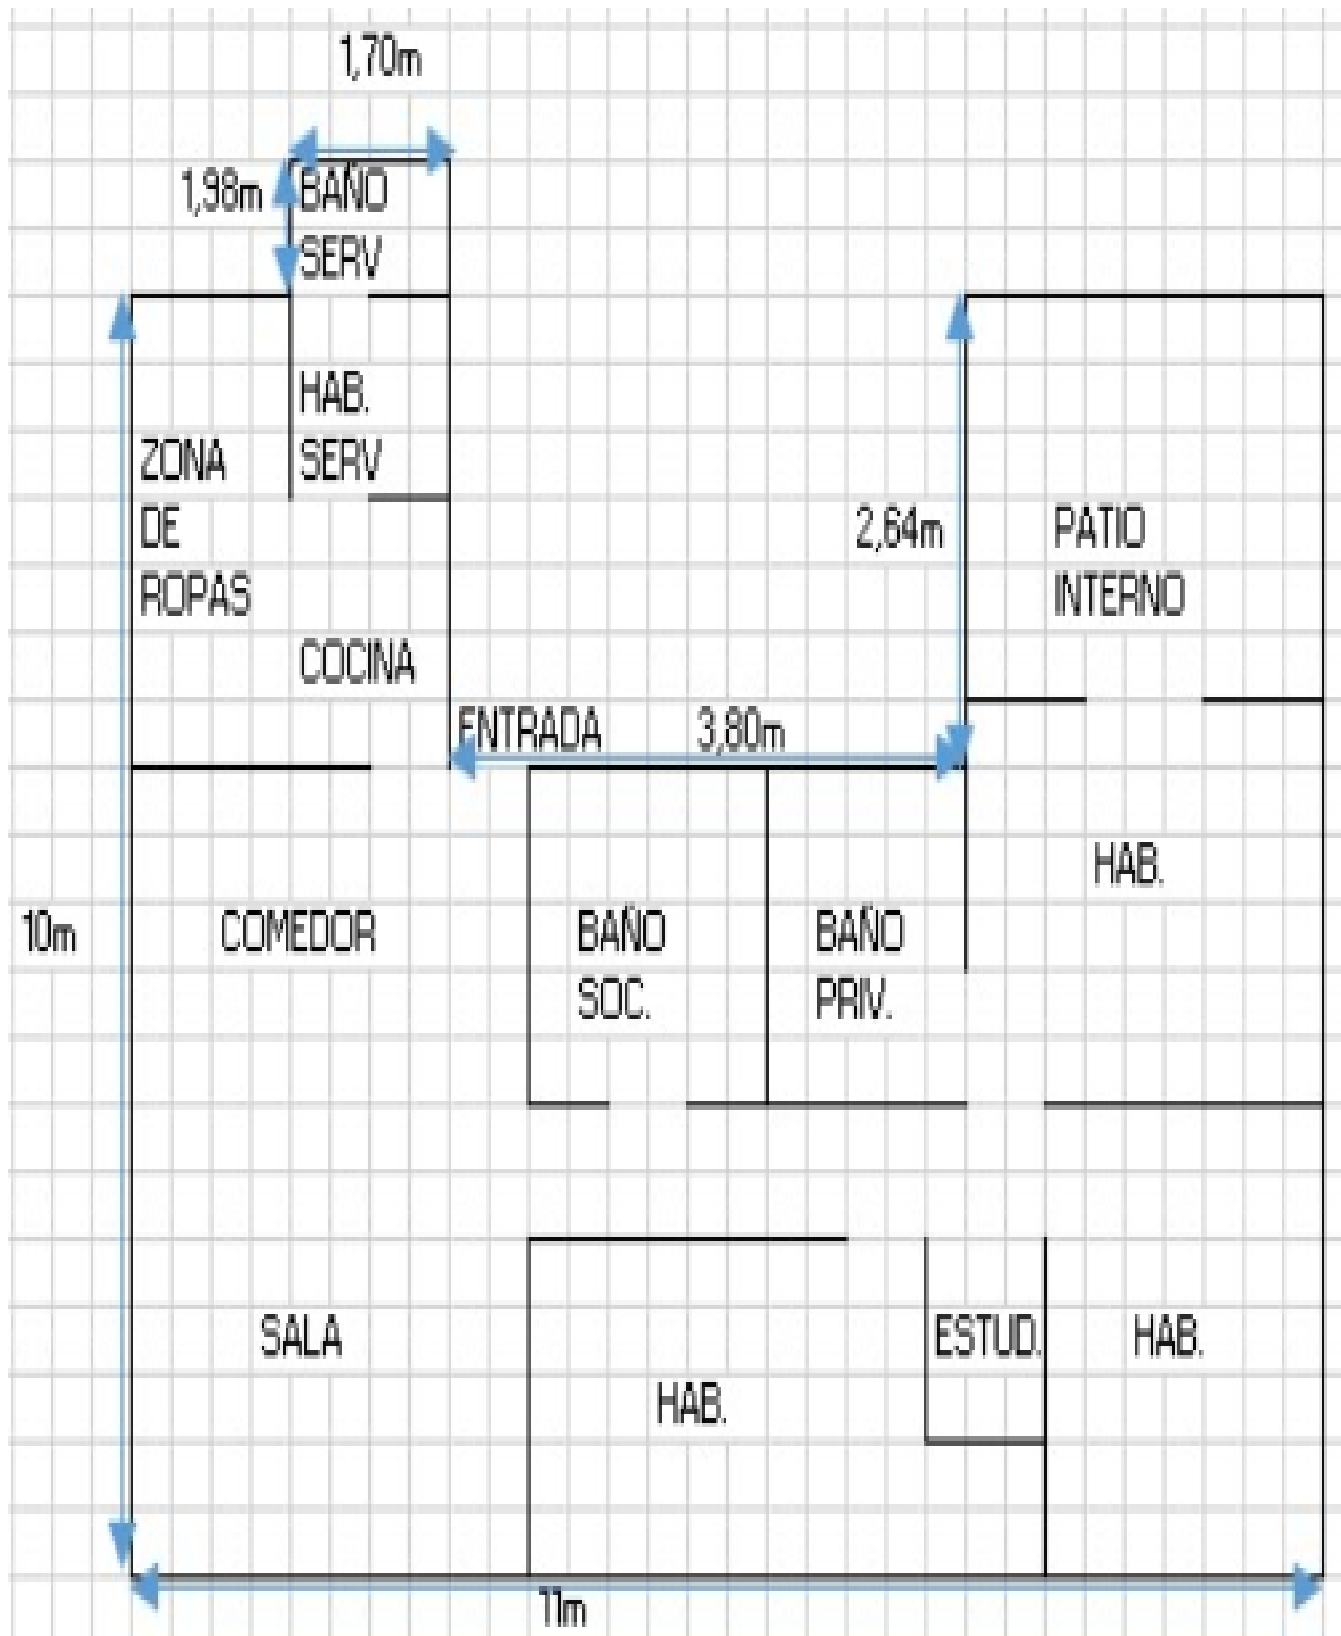 1,70m
1,98m
BAÑO
SERV
HAB.
SERV
ZONA
DE
ROPAS
COCINA
2,64m
PATIO
INTERNO
ENTRADA
3,80m
HAB.
10m
COMEDOR
BAÑO
SOC.
BAÑO
PRIV.
SALA
HAB.
ESTUD.
HAB.
11m